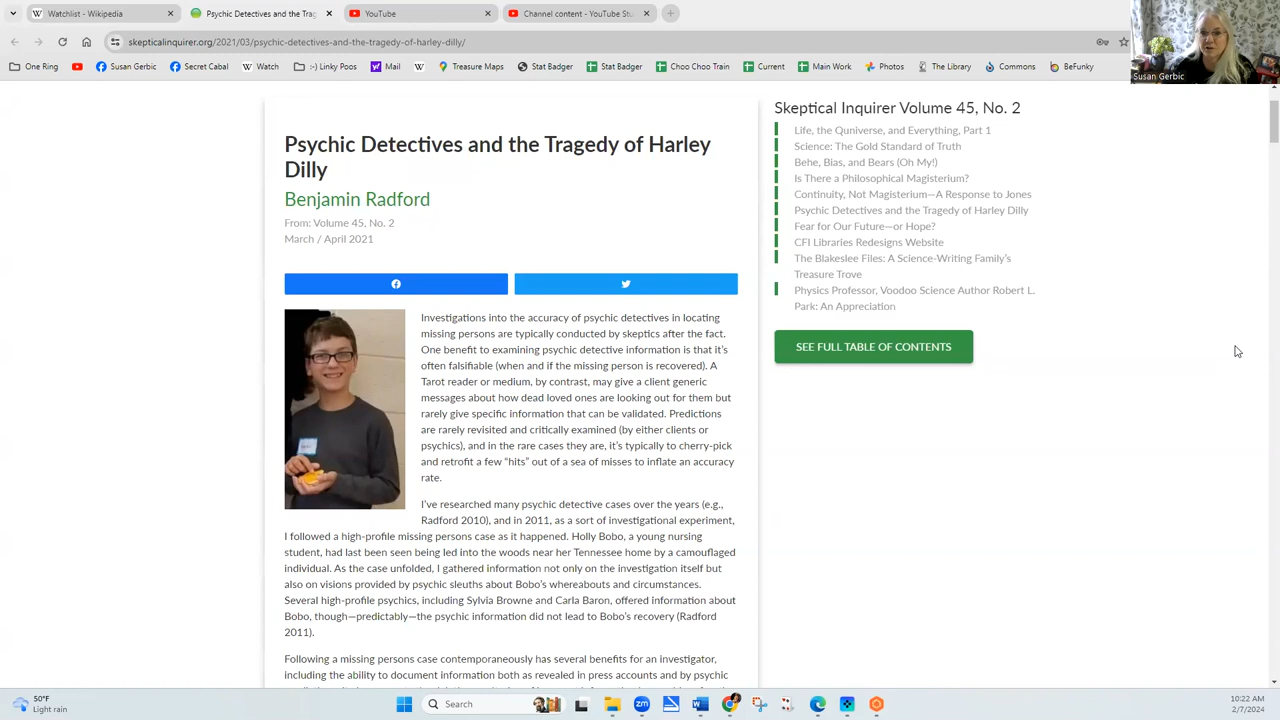 Watchlist - Wikipedia
Psychic Detectives and the Trag
YouTube
Channel content - YouTube Stu
skepticalinquirer.org/2021/03/psychic-detectives-and-the-tragedy-of-harley-dilly/
One Ring
Susan Gerbic
Secret Cabal
Watch
(:-) Linky Poos
Mail
Treasure Maps
Stat Badger
Stat Badger
Choo Choo Train
Current
Main Work
Photos
The Library
Commons
BeFunky
Susan Gerbic
Psychic Detectives and the Tragedy of Harley
Dilly
Benjamin Radford
From: Volume 45, No. 2
March / April 2021
Investigations into the accuracy of psychic detectives in locating
missing persons are typically conducted by skeptics after the fact.
One benefit to examining psychic detective information is that it's
often falsifiable (when and if the missing person is recovered). A
Tarot reader or medium, by contrast, may give a client generic
messages about how dead loved ones are looking out for them but
rarely give specific information that can be validated. Predictions
are rarely revisited and critically examined (by either clients or
psychics), and in the rare cases they are, it's typically to cherry-pick
and retrofit a few “hits” out of a sea of misses to inflate an accuracy
rate.
I've researched many psychic detective cases over the years (e.g.,
Radford 2010), and in 2011, as a sort of investigational experiment,
I followed a high-profile missing persons case as it happened. Holly Bobo, a young nursing
student, had last been seen being led into the woods near her Tennessee home by a camouflaged
individual. As the case unfolded, I gathered information not only on the investigation itself but
also on visions provided by psychic sleuths about Bobo's whereabouts and circumstances.
Several high-profile psychics, including Sylvia Browne and Carla Baron, offered information about
Bobo, though—predictably—the psychic information did not lead to Bobo's recovery (Radford
2011).
Following a missing persons case contemporaneously has several benefits for an investigator,
including the ability to document information both as revealed in press accounts and by psychic
Skeptical Inquirer Volume 45, No. 2
Life, the Quniverse, and Everything, Part 1
Science: The Gold Standard of Truth
Behe, Bias, and Bears (Oh My!)
Is There a Philosophical Magisterium?
Continuity, Not Magisterium—A Response to Jones
Psychic Detectives and the Tragedy of Harley Dilly
Fear for Our Future—or Hope?
CFI Libraries Redesigns Website
The Blakeslee Files: A Science-Writing Family's
Treasure Trove
Physics Professor, Voodoo Science Author Robert L.
Park: An Appreciation
SEE FULL TABLE OF CONTENTS
50°F
Light rain
Search
10:22 AM
2/7/2024